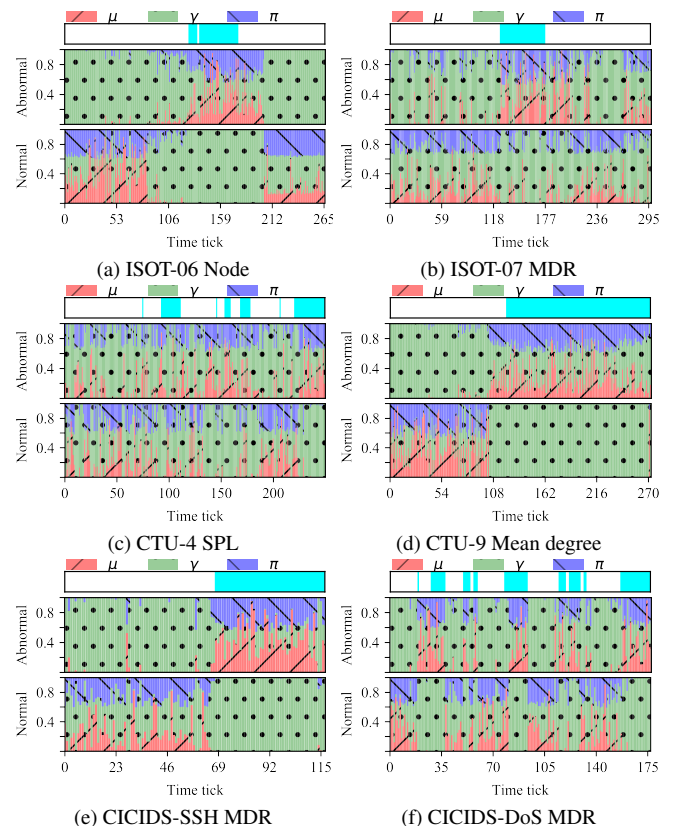 μ γ π μ γ π
Abnormal 0.8 0.4 Abnormal 0.8 0.4
Normal 0.8 0.4 Normal 0.8 0.4
0 53 106 159 212 265 0 59 118 177 236 295
Time tick Time tick
(a) ISOT-06 Node (b) ISOT-07 MDR
μ γ π μ γ π
Abnormal 0.8 0.4 Abnormal 0.8 0.4
Normal 0.8 0.4 Normal 0.8 0.4
0 50 100 150 200 0 54 108 162 216 270
Time tick Time tick
(c) CTU-4 SPL (d) CTU-9 Mean degree
μ γ π μ γ π
Abnormal 0.8 0.4 Abnormal 0.8 0.4
Normal 0.8 0.4 Normal 0.8 0.4
0 23 46 69 92 115 0 35 70 105 140 175
Time tick Time tick
(e) CICIDS-SSH MDR (f) CICIDS-DoS MDR